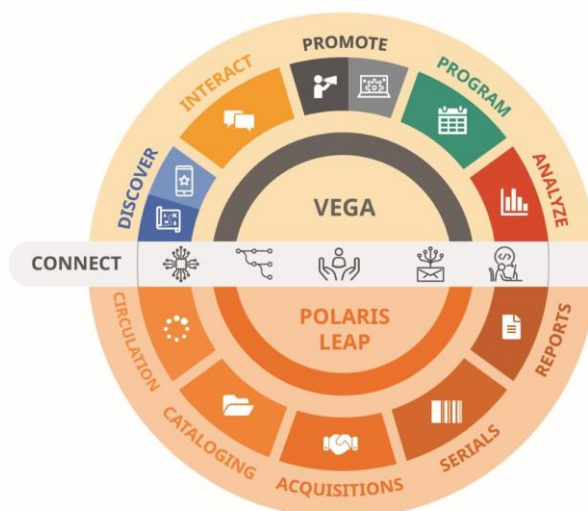 PROMOTE
INTERACT
PROGRAM
DISCOVER
ANALYZE
VEGA
CONNECT
POLARIS
LEAP
CIRCULATION
REPORTS
CATALOGING
SERIALS
ACQUISITIONS